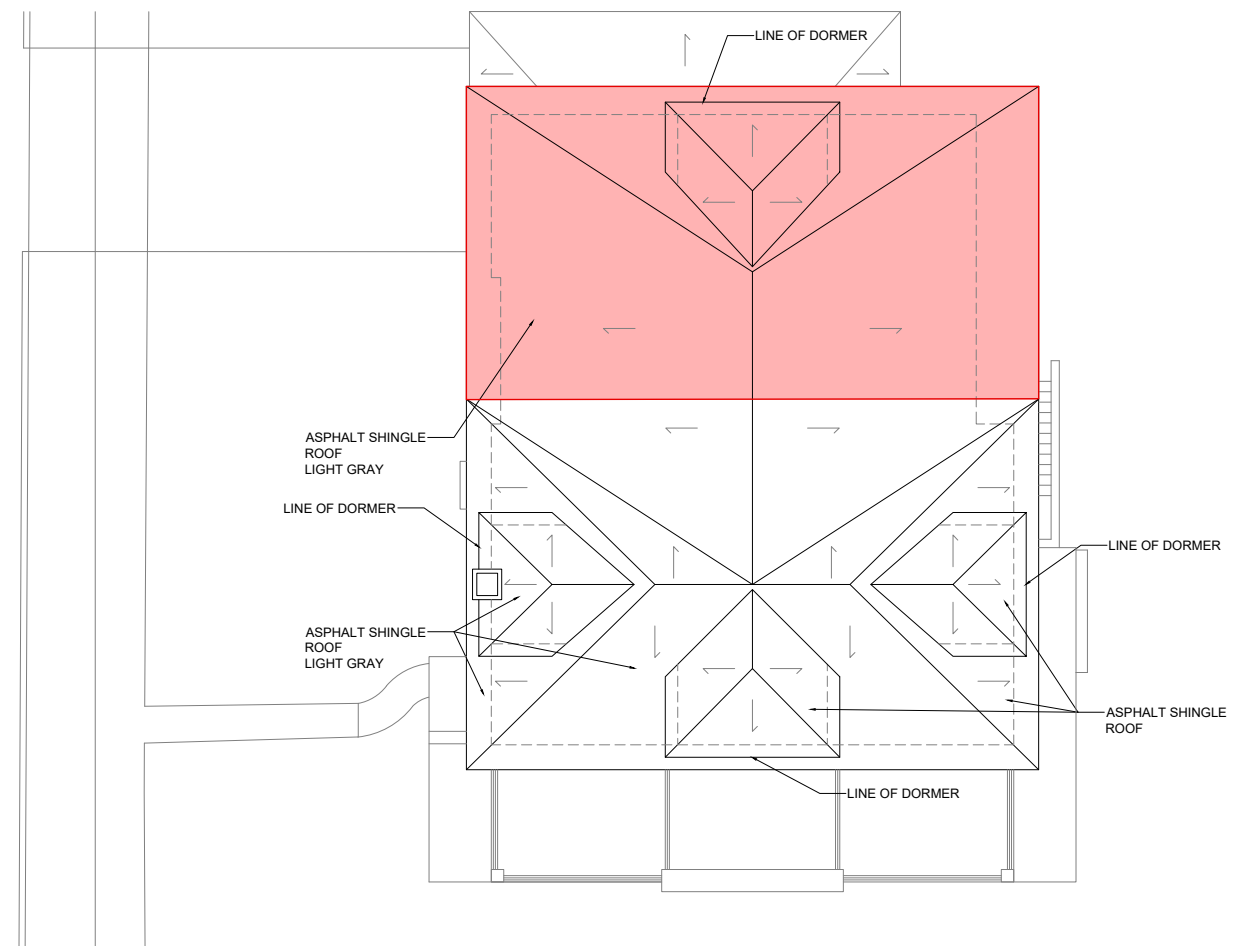 LINE OF DORMER
ASPHALT SHINGLE
ROOF
LIGHT GRAY
LINE OF DORMER
LINE OF DORMER
ASPHALT SHINGLE
ROOF
LIGHT GRAY
ASPHALT SHINGLE
ROOF
LINE OF DORMER